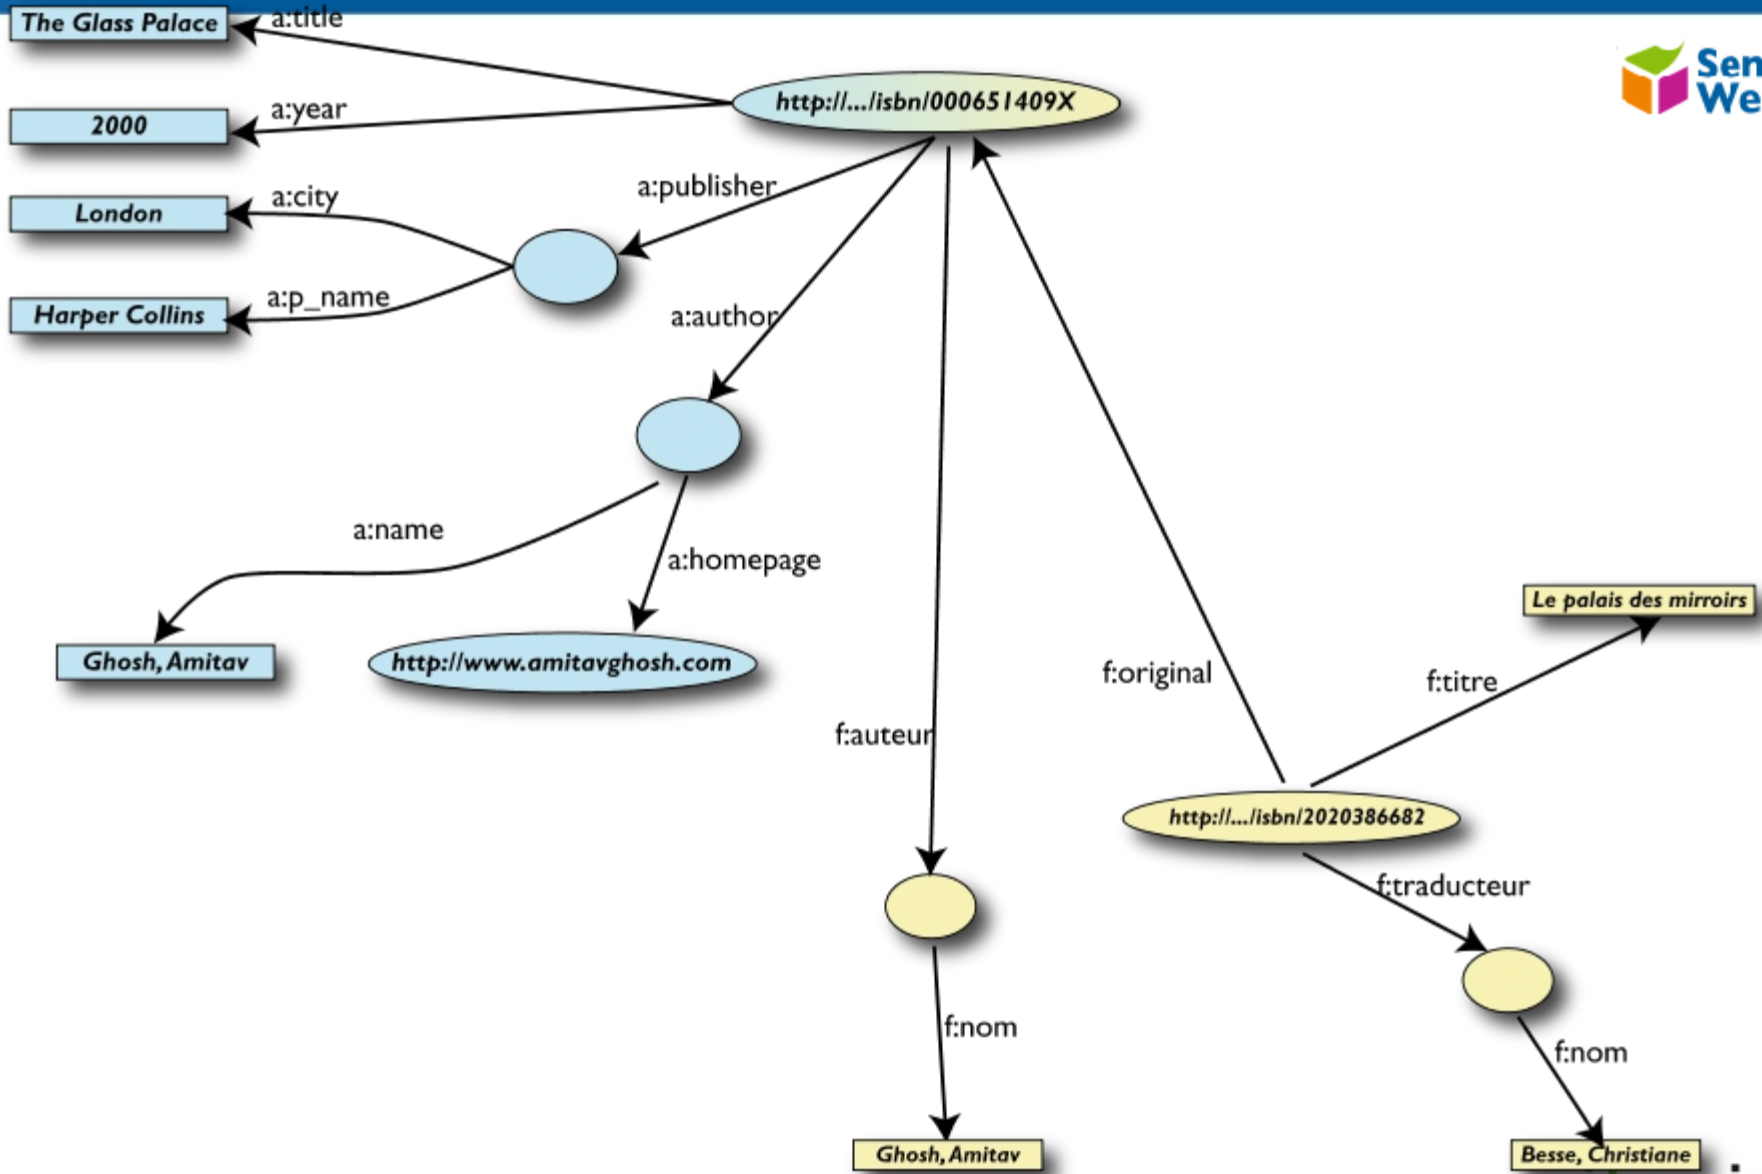 The Glass Palace
a:title
http://.../isbn/000651409X
2000
a:year
London
a:city
a:publisher
Harper Collins
a:p_name
a:author
a:name
a:homepage
Ghosh, Amitav
http://www.amitavghosh.com
Le palais des mirroirs
f:original
f:titre
f:auteur
http://.../isbn/2020386682
f:traducteur
f:nom
f:nom
Ghosh, Amitav
Besse, Christiane